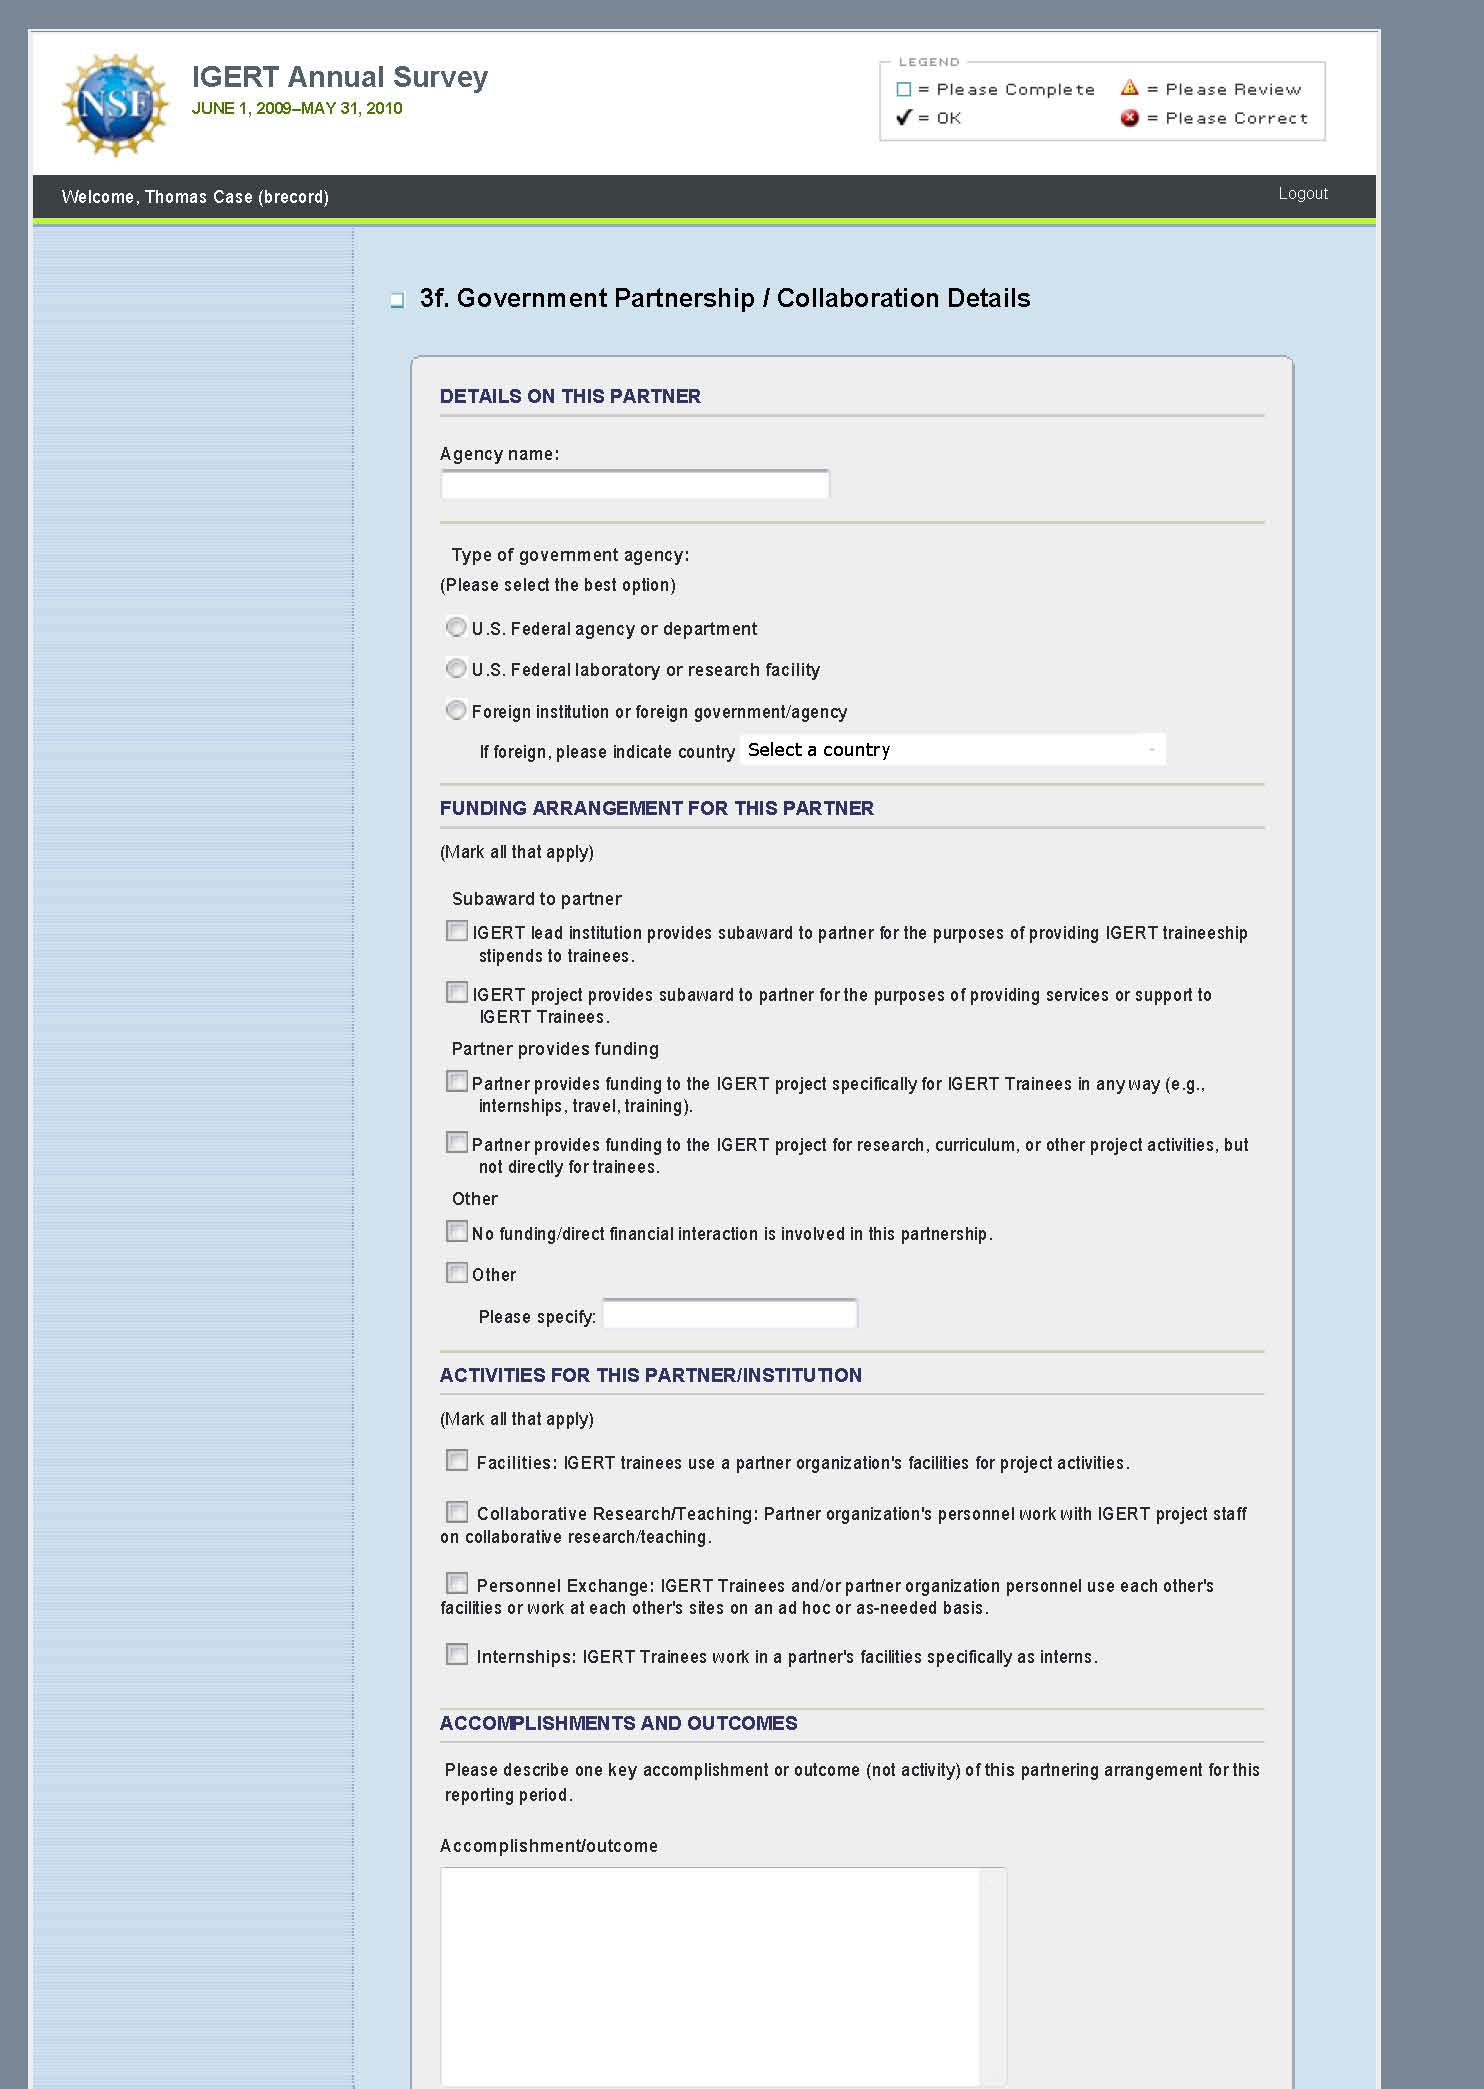 IGERT Annual Survey
JUNE 1, 2009–MAY 31, 2010
NSF
LEGEND
= Please Complete
= Please Review
= OK
= Please Correct
Welcome, Thomas Case (brecord)
Logout
3f. Government Partnership / Collaboration Details
DETAILS ON THIS PARTNER
Agency name:
Type of government agency:
(Please select the best option)
U.S. Federal agency or department
U.S. Federal laboratory or research facility
Foreign institution or foreign government/agency
If foreign, please indicate country Select a country
FUNDING ARRANGEMENT FOR THIS PARTNER
(Mark all that apply)
Subaward to partner
IGERT lead institution provides subaward to partner for the purposes of providing IGERT traineeship
stipends to trainees.
IGERT project provides subaward to partner for the purposes of providing services or support to
IGERT Trainees.
Partner provides funding
Partner provides funding to the IGERT project specifically for IGERT Trainees in any way (e.g.,
internships, travel, training).
Partner provides funding to the IGERT project for research, curriculum, or other project activities, but
not directly for trainees.
Other
No funding/direct financial interaction is involved in this partnership.
Other
Please specify:
ACTIVITIES FOR THIS PARTNER/INSTITUTION
(Mark all that apply)
Facilities: IGERT trainees use a partner organization's facilities for project activities.
Collaborative Research/Teaching: Partner organization's personnel work with IGERT project staff
on collaborative research/teaching.
Personnel Exchange: IGERT Trainees and/or partner organization personnel use each other's
facilities or work at each other's sites on an ad hoc or as-needed basis.
Internships: IGERT Trainees work in a partner's facilities specifically as interns.
ACCOMPLISHMENTS AND OUTCOMES
Please describe one key accomplishment or outcome (not activity) of this partnering arrangement for this
reporting period.
Accomplishment/outcome